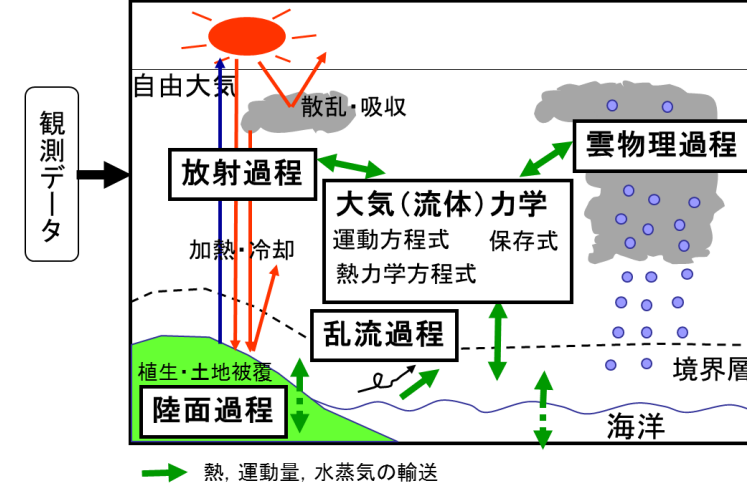 自由大気
散乱・吸収
観測データ
雲物理過程
放射過程
大気(流体)力学
運動方程式 保存式
熱力学方程式
加熱・冷却
乱流過程
境界層
植生・土地被覆
陸面過程
海洋
熱, 運動量, 水蒸気の輸送